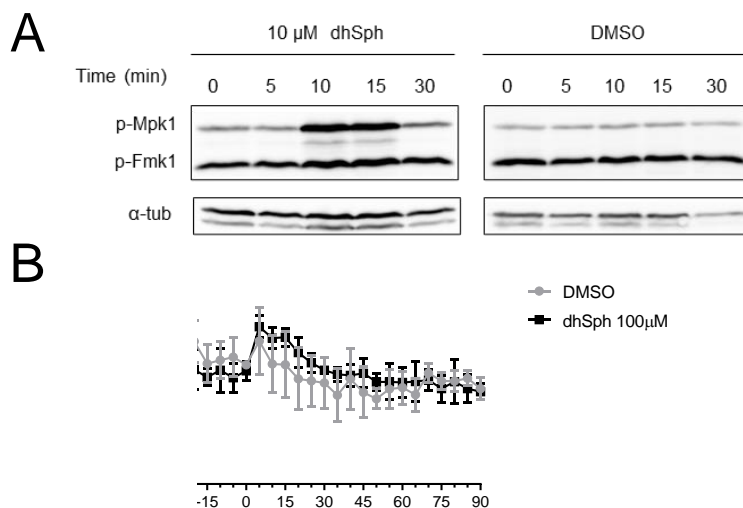 A
10 µM dhSph
DMSO
Time (min)
0 5 10 15 30
0 5 10 15 30
p-Mpk1
p-Fmk1
α-tub
B
DMSO
dhSph 100µM
-15 0 15 30 45 60 75 90